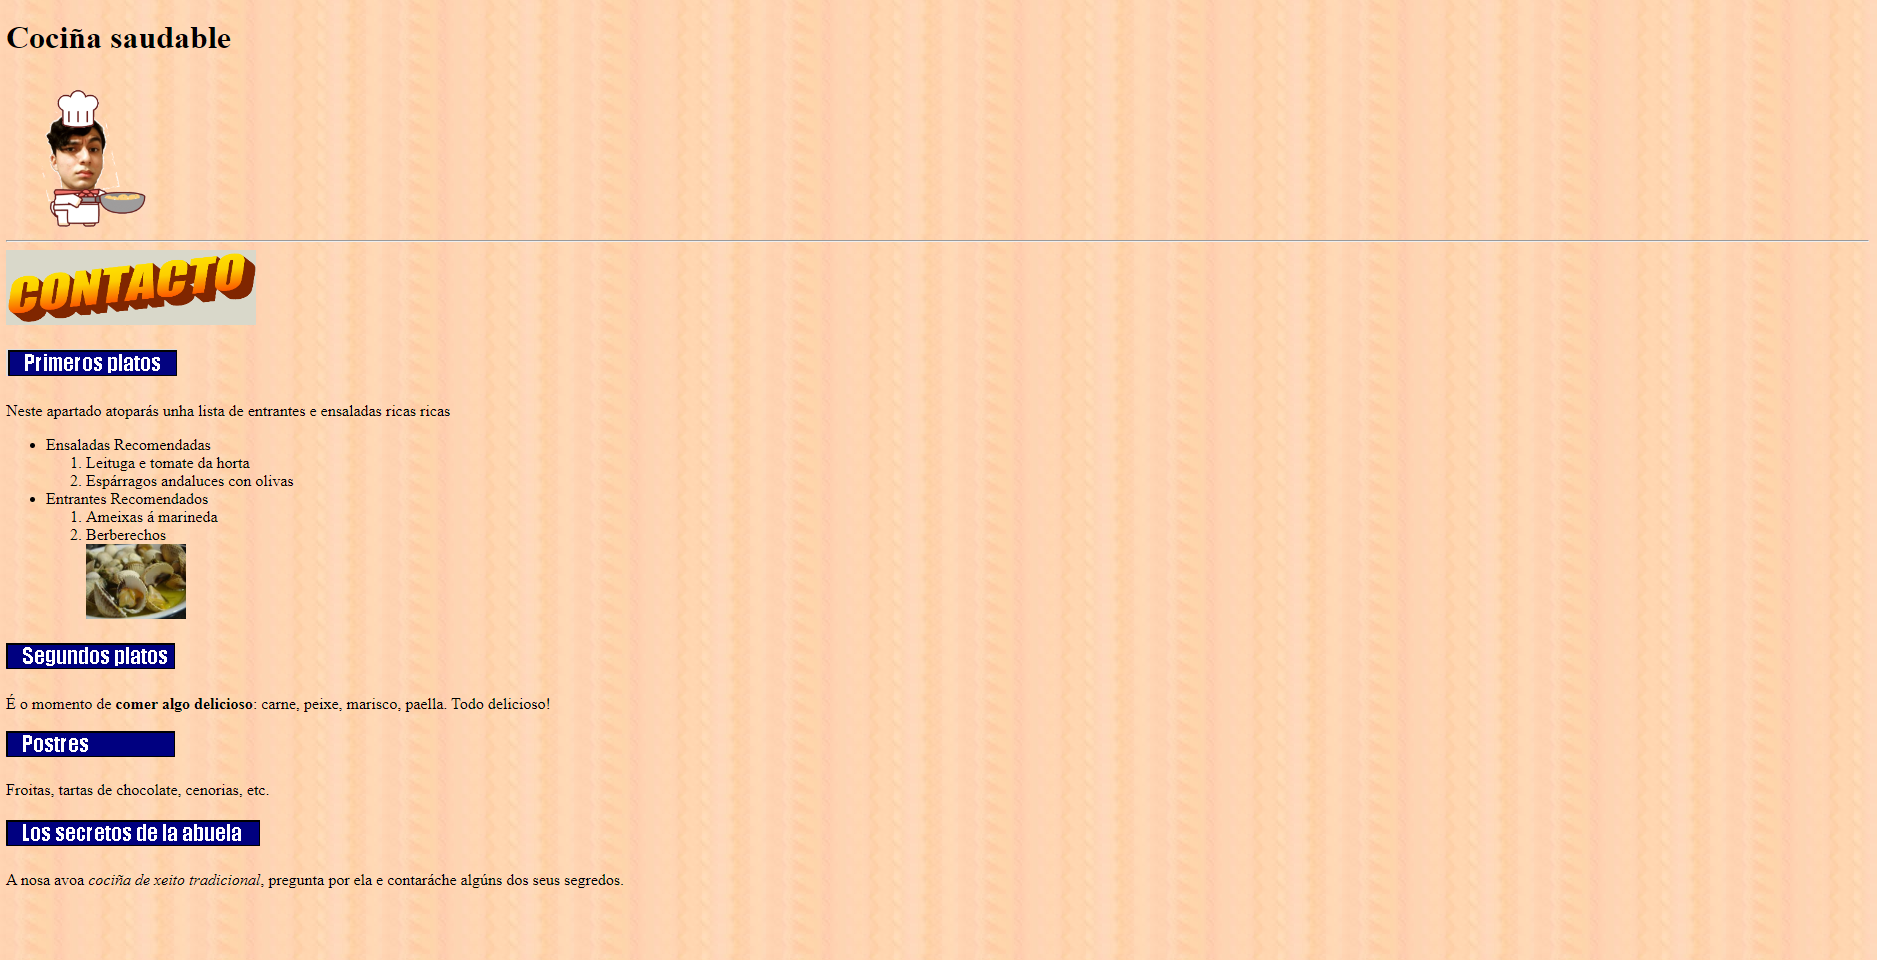 Cociña saudable
CONTACTO
Primeros platos
Neste apartado atoparás unha lista de entrantes e ensaladas ricas ricas
• Ensaladas Recomendadas
1. Leituga e tomate da horta
2. Espárragos andaluces con olivas
• Entrantes Recomendados
1. Ameixas á marineda
2. Berberechos
Segundos platos
É o momento de comer algo delicioso: carne, peixe, marisco, paella. Todo delicioso!
Postres
Froitas, tartas de chocolate, cenorias, etc.
Los secretos de la abuela
A nosa avoa cociña de xeito tradicional, pregunta por ela e contaráche algúns dos seus segredos.